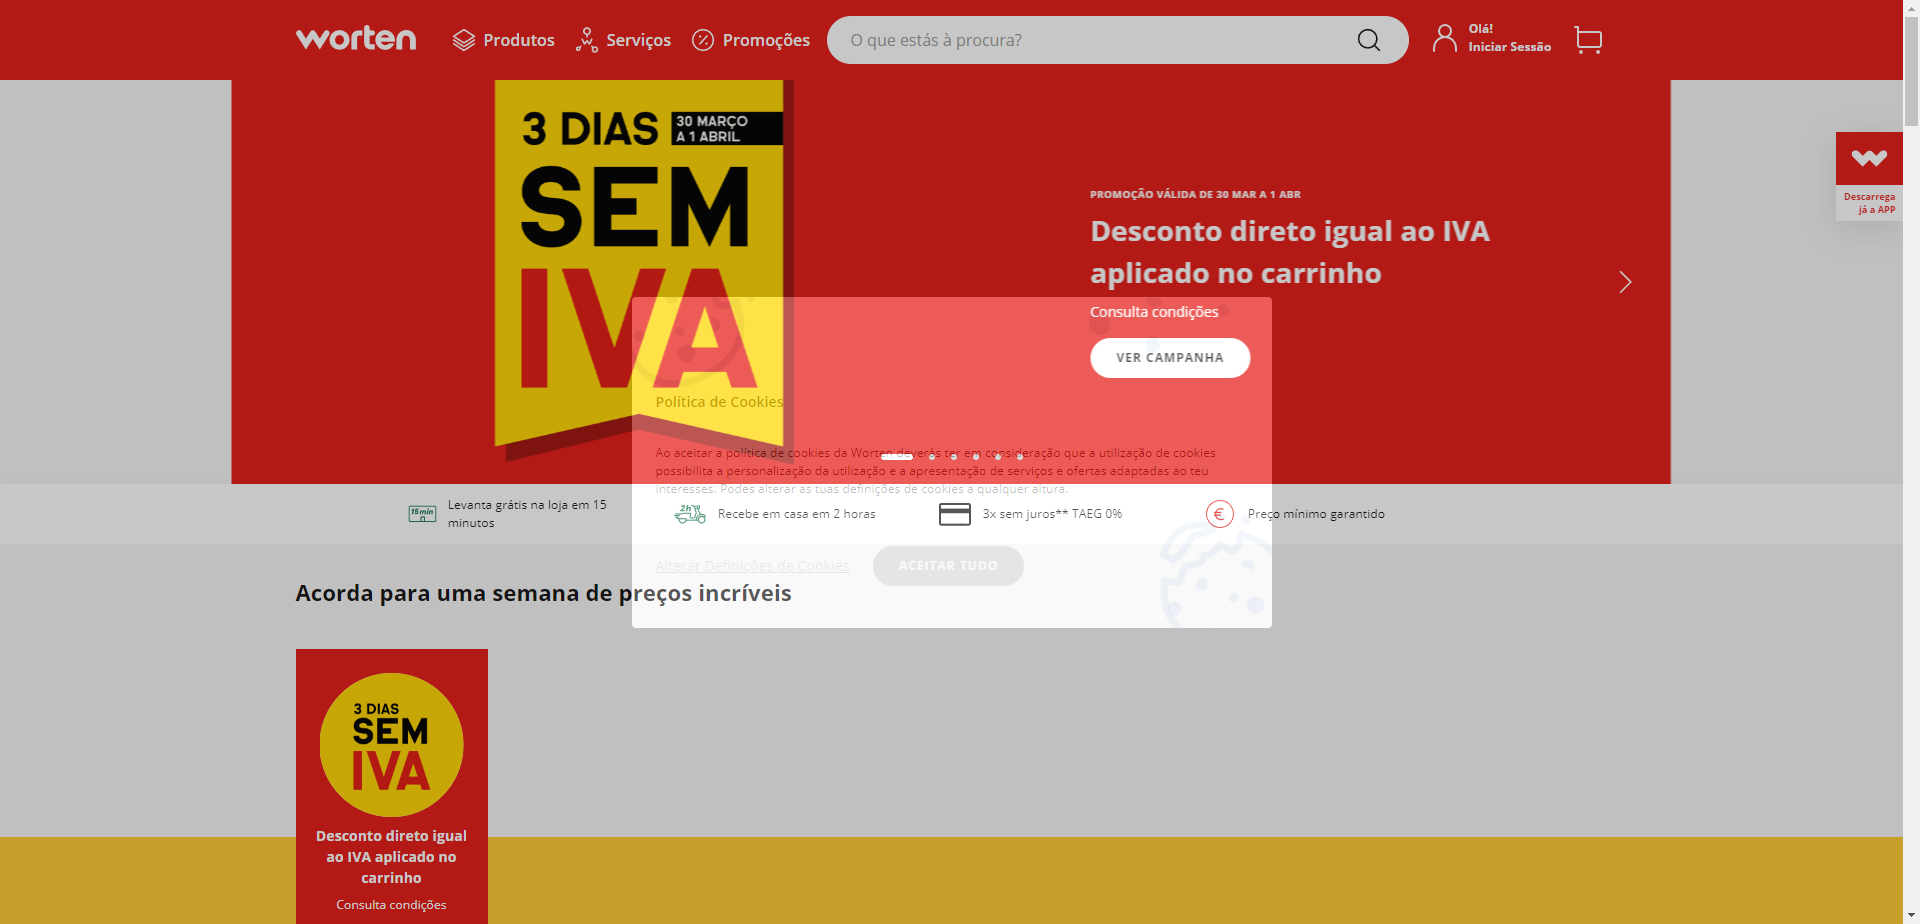 worten
Produtos
Serviços
Promoções
O que estás à procura?
Olá!
Iniciar Sessão
3 DIAS
30 MARÇO
A 1 ABRIL
SEM
IVA
PROMOÇÃO VÁLIDA DE 30 MAR A 1 ABR
Desconto direto igual ao IVA
aplicado no carrinho
Consulta condições
VER CAMPANHA
Descarrega
já a APP
Política de Cookies
Ao aceitar a política de cookies da Worten deverás ter em consideração que a utilização de cookies
possibilita a personalização da utilização e a apresentação de serviços e ofertas adaptadas ao teu
interesses. Podes alterar as tuas definições de cookies a qualquer altura.
15min
Levanta grátis na loja em 15
minutos
2h
Recebe em casa em 2 horas
3x sem juros** TAEG 0%
€
Preço mínimo garantido
Alterar Definições de Cookies
ACEITAR TUDO
Acorda para uma semana de preços incríveis
3 DIAS
SEM
IVA
Desconto direto igual
ao IVA aplicado no
carrinho
Consulta condições